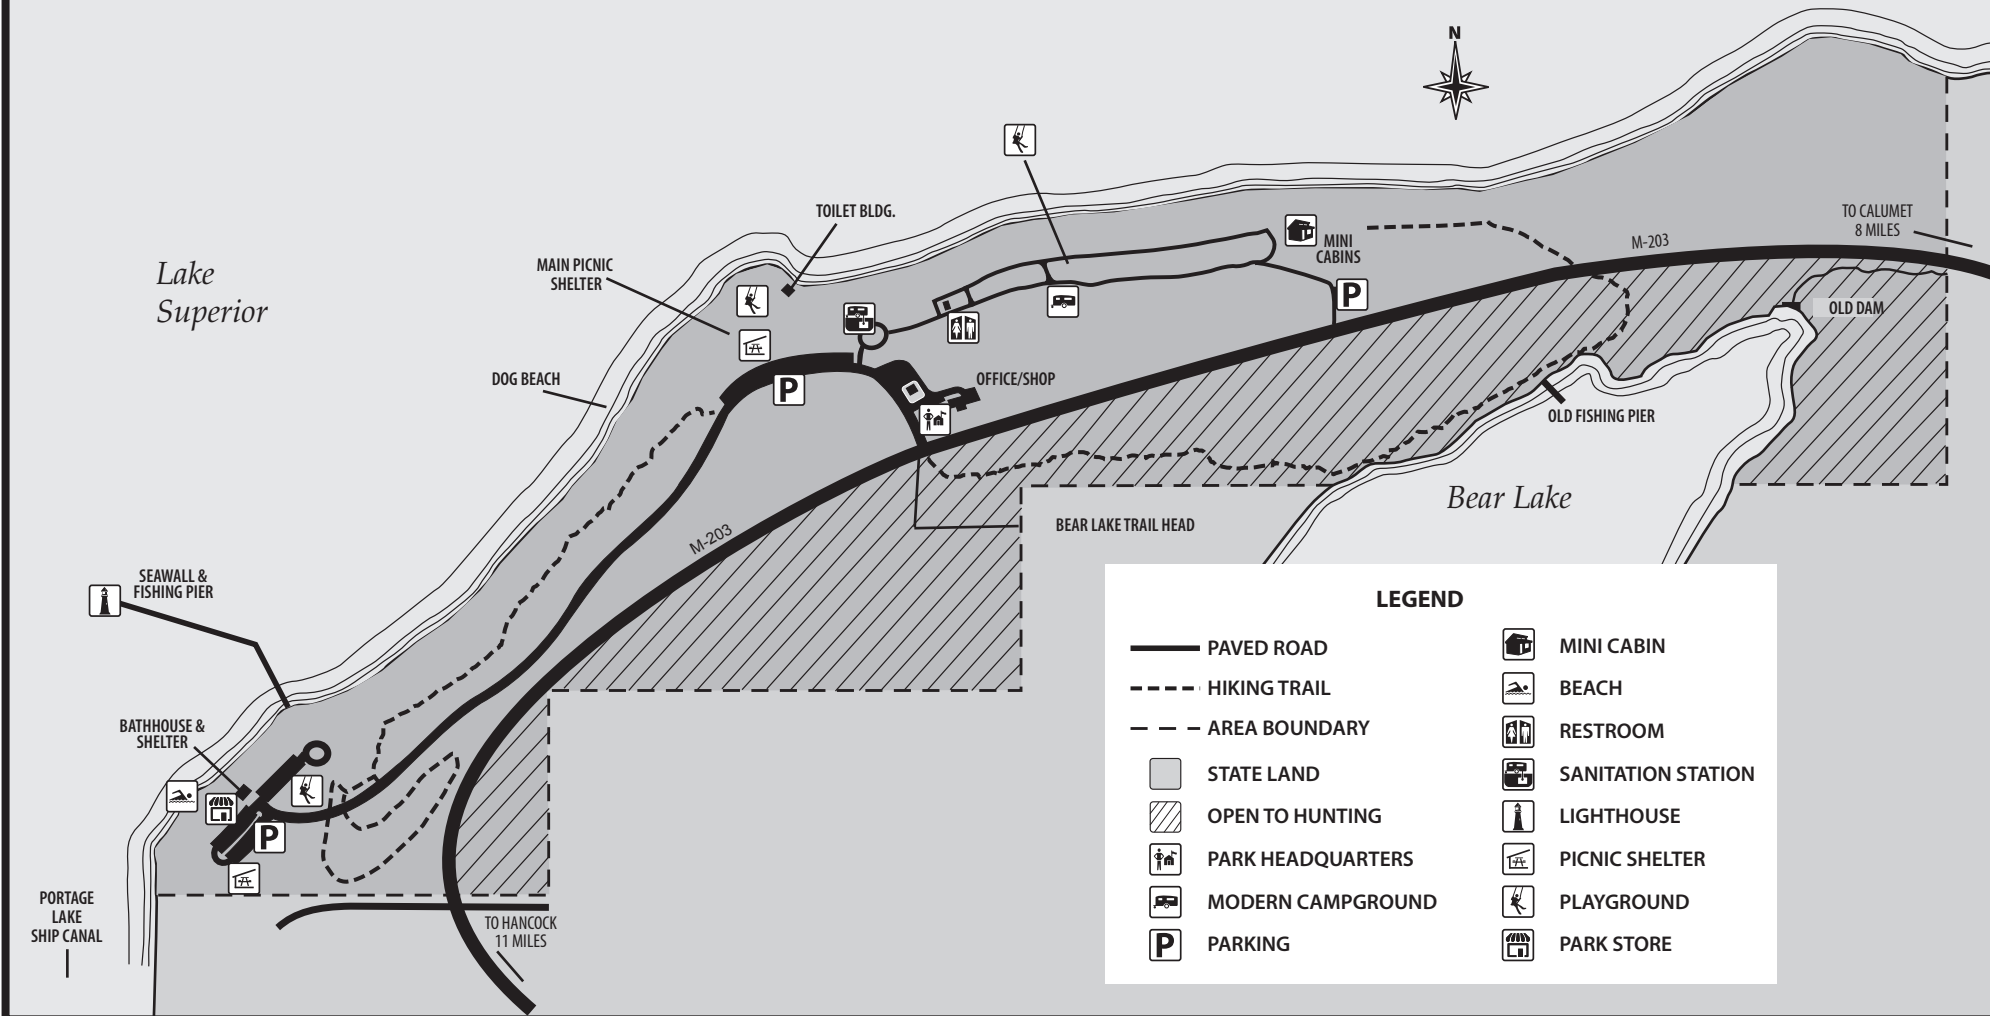 N
TOILET BLDG.
MAIN PICNIC
SHELTER
Lake
Superior
MINI
CABINS
M-203
TO CALUMET
8 MILES
P
OLD DAM
DOG BEACH
P
OFFICE/SHOP
OLD FISHING PIER
Bear Lake
BEAR LAKE TRAIL HEAD
M-203
SEAWALL &
FISHING PIER
BATHHOUSE &
SHELTER
P
PORTAGE
LAKE
SHIP CANAL
TO HANCOCK
11 MILES
LEGEND
PAVED ROAD
HIKING TRAIL
AREA BOUNDARY
STATE LAND
OPEN TO HUNTING
PARK HEADQUARTERS
MODERN CAMPGROUND
P PARKING
MINI CABIN
BEACH
RESTROOM
SANITATION STATION
LIGHTHOUSE
PICNIC SHELTER
PLAYGROUND
PARK STORE